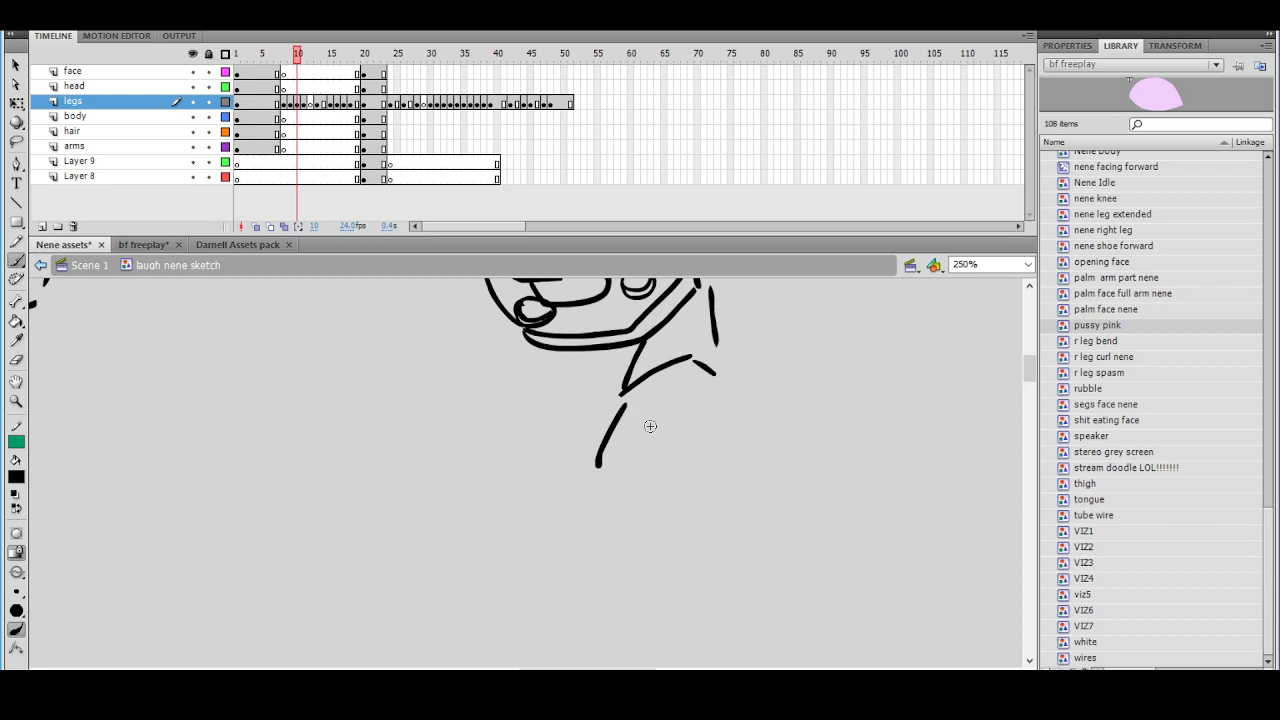 TIMELINE MOTION EDITOR OUTPUT
PROPERTIES LIBRARY TRANSFORM
1 5 10 15 20 25 30 35 40 45 50 55 60 65 70 75 80 85 90 95 100 105 110 115
bf freeplay
face
head
legs
body
hair
arms
Layer 9
Layer 8
108 items
Name Linkage
10 24.0fps 0.4s
Nene assets* bf freeplay* Darnell Assets pack
Scene 1 laugh nene sketch 250%
Nene Body
nene facing forward
Nene Idle
nene knee
nene leg extended
nene right leg
nene shoe forward
opening face
palm arm part nene
palm face full arm nene
palm face nene
pussy pink
r leg bend
r leg curl nene
r leg spasm
rubble
segs face nene
shit eating face
speaker
stereo grey screen
stream doodle LOL!!!!!!!
thigh
tongue
tube wire
VIZ1
VIZ2
VIZ3
VIZ4
viz5
VIZ6
VIZ7
white
wires